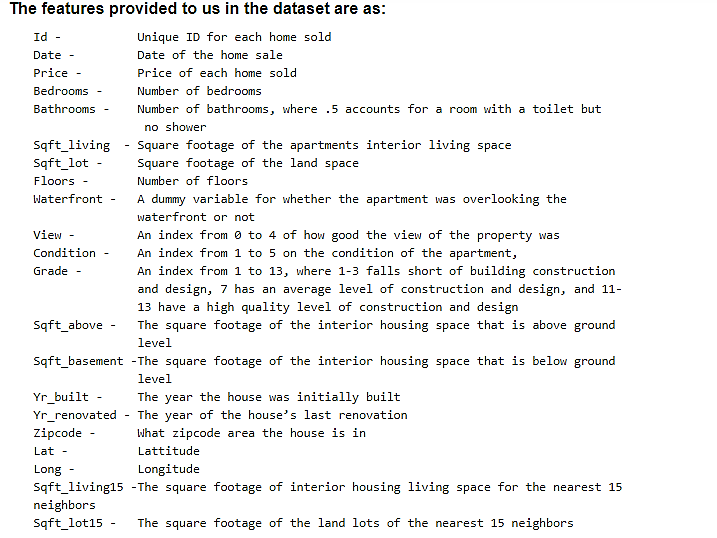 The features provided to us in the dataset are as:
Id - Unique ID for each home sold
Date - Date of the home sale
Price - Price of each home sold
Bedrooms - Number of bedrooms
Bathrooms - Number of bathrooms, where .5 accounts for a room with a toilet but
no shower
Sqft_living - Square footage of the apartments interior living space
Sqft_lot - Square footage of the land space
Floors - Number of floors
Waterfront - A dummy variable for whether the apartment was overlooking the
waterfront or not
View - An index from 0 to 4 of how good the view of the property was
Condition - An index from 1 to 5 on the condition of the apartment,
Grade - An index from 1 to 13, where 1-3 falls short of building construction
and design, 7 has an average level of construction and design, and 11-
13 have a high quality level of construction and design
Sqft_above - The square footage of the interior housing space that is above ground
level
Sqft_basement -The square footage of the interior housing space that is below ground
level
Yr_built - The year the house was initially built
Yr_renovated - The year of the house’s last renovation
Zipcode - What zipcode area the house is in
Lat - Lattitude
Long - Longitude
Sqft_living15 -The square footage of interior housing living space for the nearest 15
neighbors
Sqft_lot15 - The square footage of the land lots of the nearest 15 neighbors